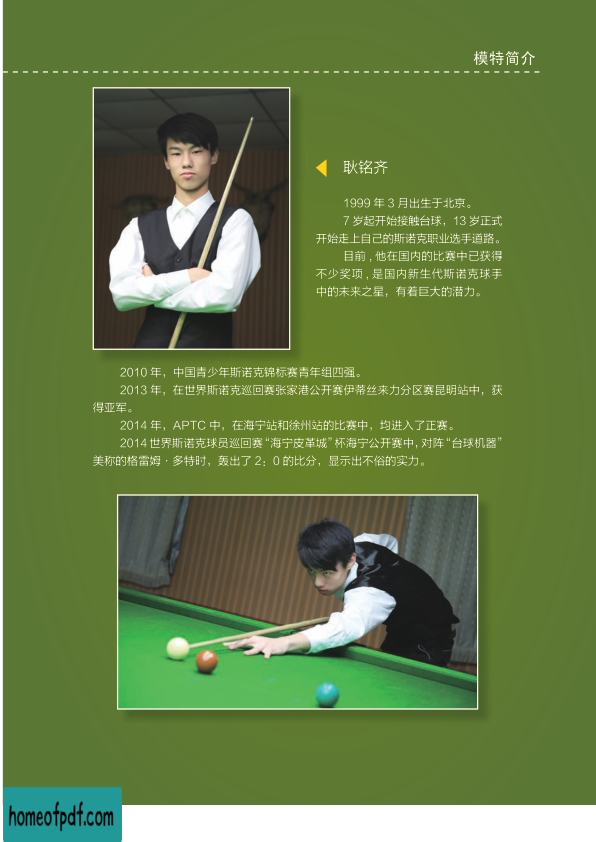 模特简介
耿铭齐
1999 年 3 月出生于北京。
7 岁起开始接触台球，13 岁正式
开始走上自己的斯诺克职业选手道路。
目前，他在国内的比赛中已获得
不少奖项，是国内新生代斯诺克球手
中的未来之星，有着巨大的潜力。
2010 年，中国青少年斯诺克锦标赛青年组四强。
2013 年，在世界斯诺克巡回赛张家港公开赛伊蒂丝来力分区赛昆明站中，获
得亚军。
2014 年，APTC 中，在海宁站和徐州站的比赛中，均进入了正赛。
2014 世界斯诺克球员巡回赛“海宁皮革城”杯海宁公开赛中，对阵“台球机器”
美称的格雷姆·多特时，轰出了 2：0 的比分，显示出不俗的实力。
homeofpdf.com